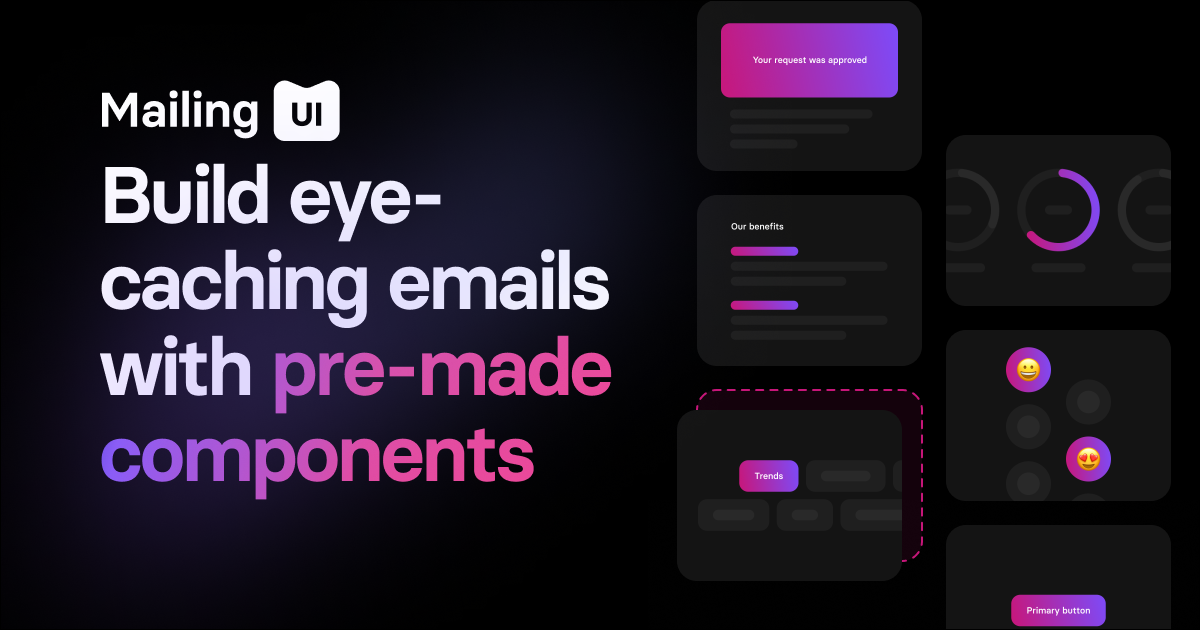 Mailing UI
Build eye-
caching emails
with pre-made
components
Your request was approved
Our benefits
Trends
Primary button